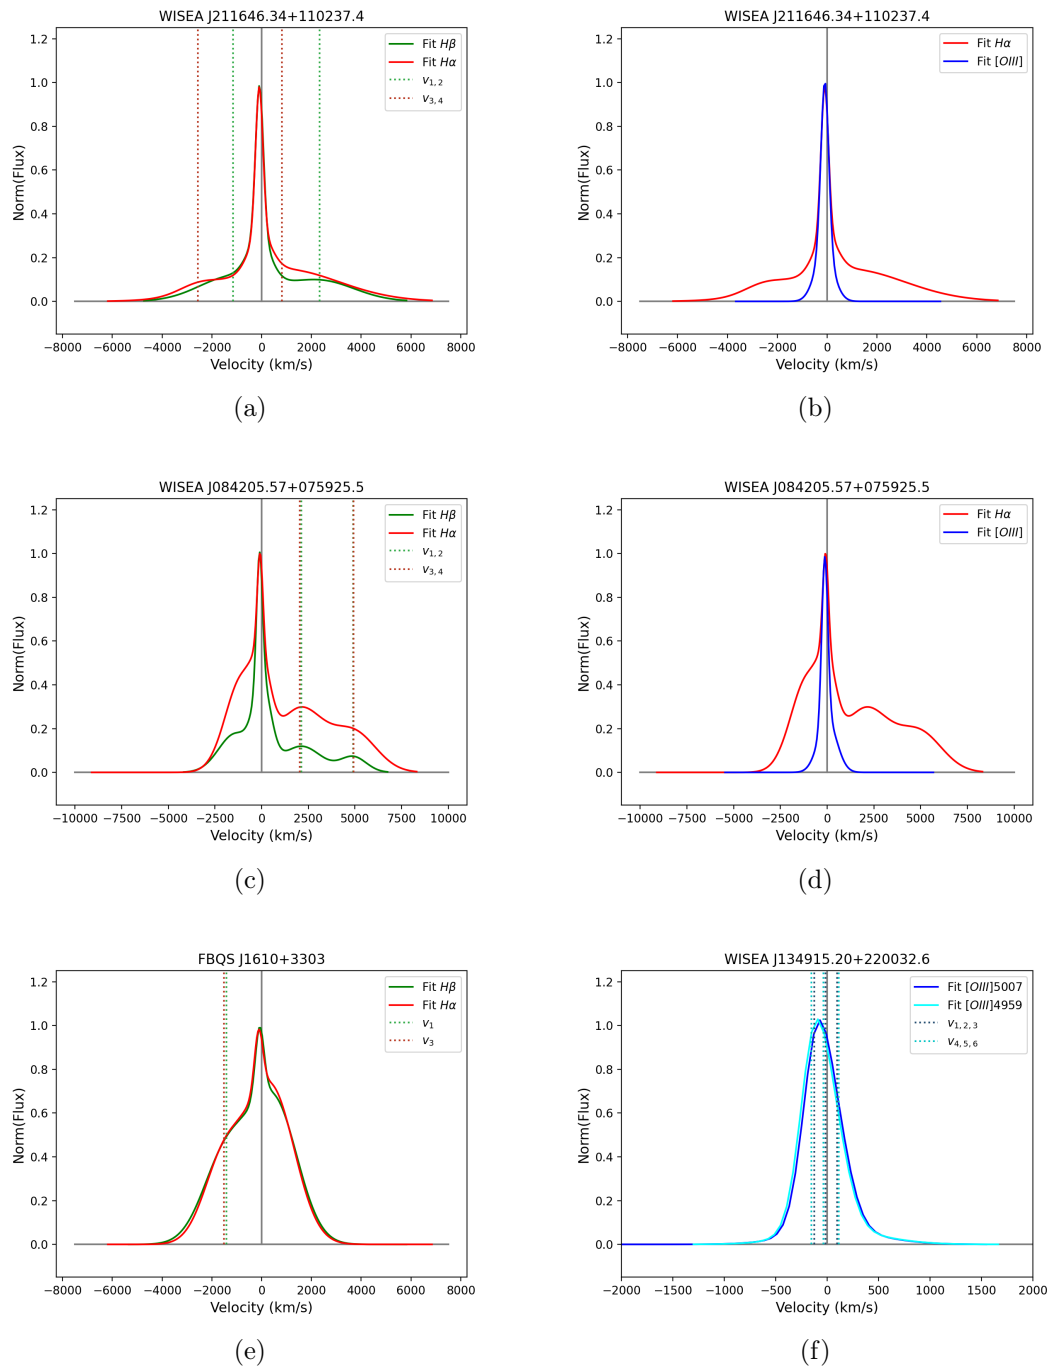 WISEA J211646.34+110237.4
1.2
1.0
0.8
0.6
0.4
0.2
0.0
Norm(Flux)
Fit Hβ
Fit Hα
v1,2
v3,4
−8000 −6000 −4000 −2000 0 2000 4000 6000 8000
Velocity (km/s)
(a)
WISEA J211646.34+110237.4
1.2
1.0
0.8
0.6
0.4
0.2
0.0
Norm(Flux)
Fit Hα
Fit [OIII]
−8000 −6000 −4000 −2000 0 2000 4000 6000 8000
Velocity (km/s)
(b)
WISEA J084205.57+075925.5
1.2
1.0
0.8
0.6
0.4
0.2
0.0
Norm(Flux)
Fit Hβ
Fit Hα
v1,2
v3,4
−10000 −7500 −5000 −2500 0 2500 5000 7500 10000
Velocity (km/s)
(c)
WISEA J084205.57+075925.5
1.2
1.0
0.8
0.6
0.4
0.2
0.0
Norm(Flux)
Fit Hα
Fit [OIII]
−10000 −7500 −5000 −2500 0 2500 5000 7500 10000
Velocity (km/s)
(d)
FBQS J1610+3303
1.2
1.0
0.8
0.6
0.4
0.2
0.0
Norm(Flux)
Fit Hβ
Fit Hα
v1
v3
−8000 −6000 −4000 −2000 0 2000 4000 6000 8000
Velocity (km/s)
(e)
WISEA J134915.20+220032.6
1.2
1.0
0.8
0.6
0.4
0.2
0.0
Norm(Flux)
Fit [OIII]5007
Fit [OIII]4959
v1,2,3
v4,5,6
−2000 −1500 −1000 −500 0 500 1000 1500 2000
Velocity (km/s)
(f)